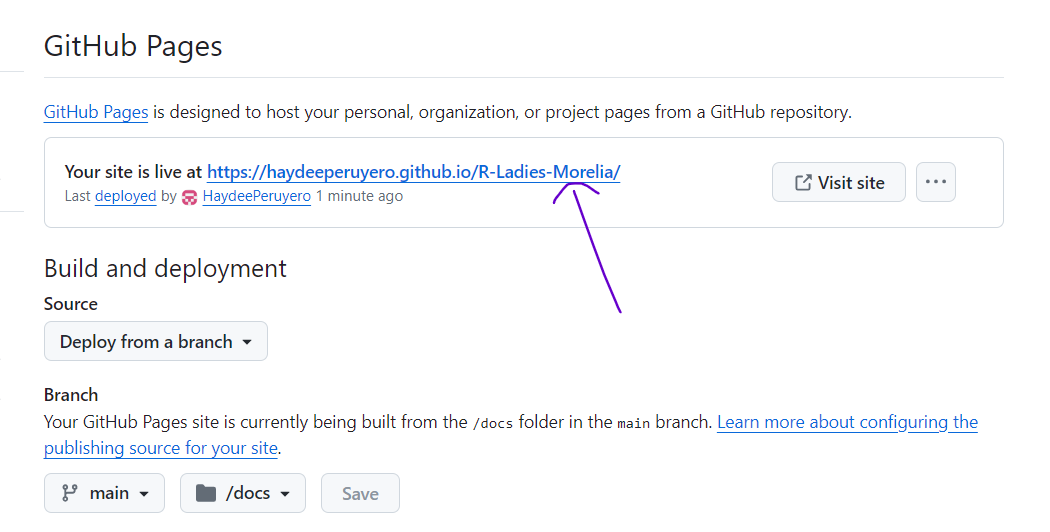 GitHub Pages
GitHub Pages is designed to host your personal, organization, or project pages from a GitHub repository.
Your site is live at https://haydeeperuyero.github.io/R-Ladies-Morelia/
Last deployed by HaydeePeruyero 1 minute ago
Visit site
Build and deployment
Source
Deploy from a branch
Branch
Your GitHub Pages site is currently being built from the /docs folder in the main branch. Learn more about configuring the
publishing source for your site.
main
/docs
Save